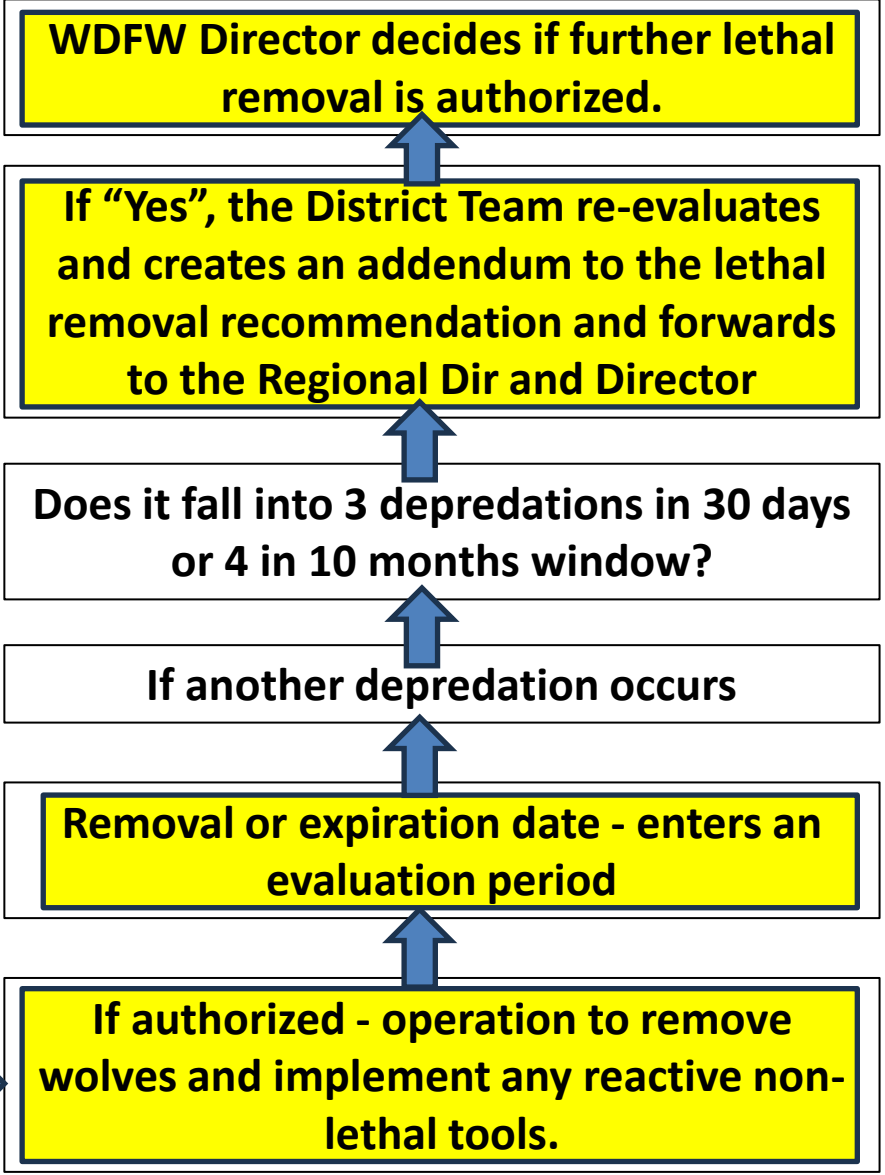 WDFW Director decides if further lethal
removal is authorized.
If “Yes”, the District Team re-evaluates
and creates an addendum to the lethal
removal recommendation and forwards
to the Regional Dir and Director
Does it fall into 3 depredations in 30 days
or 4 in 10 months window?
If another depredation occurs
Removal or expiration date - enters an
evaluation period
If authorized - operation to remove
wolves and implement any reactive non-
lethal tools.